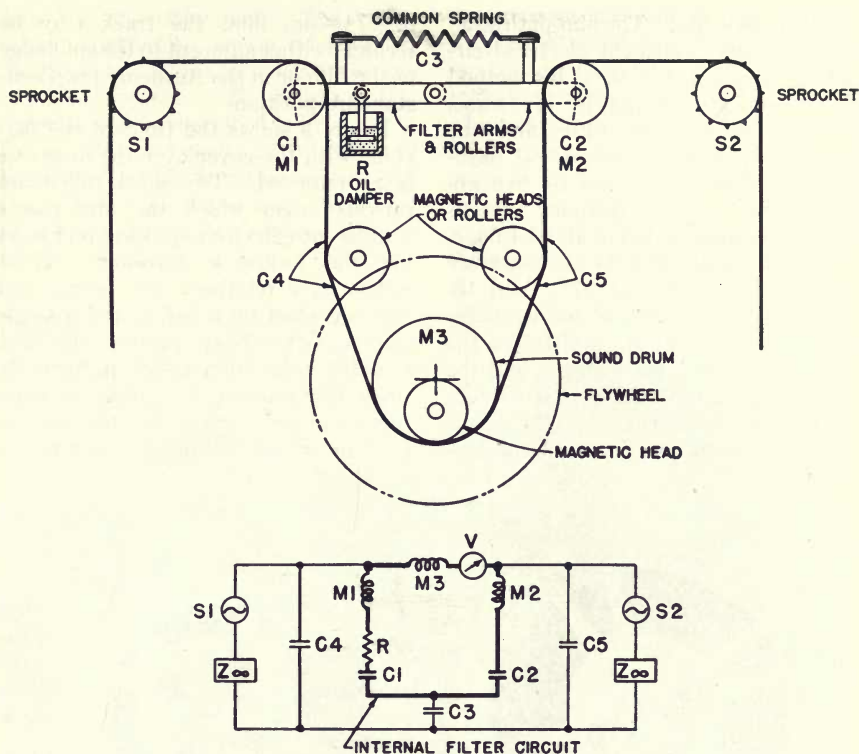 COMMON SPRING
C3
SPROCKET
S1
C1
M1
R
OIL
DAMPER
FILTER ARMS
& ROLLERS
C2
M2
S2
SPROCKET
MAGNETIC HEADS
OR ROLLERS
C4
C5
M3
SOUND DRUM
FLYWHEEL
MAGNETIC HEAD
V
M3
M1
M2
S1
S2
C4
R
C5
Z∞
C1
C2
Z∞
C3
INTERNAL FILTER CIRCUIT